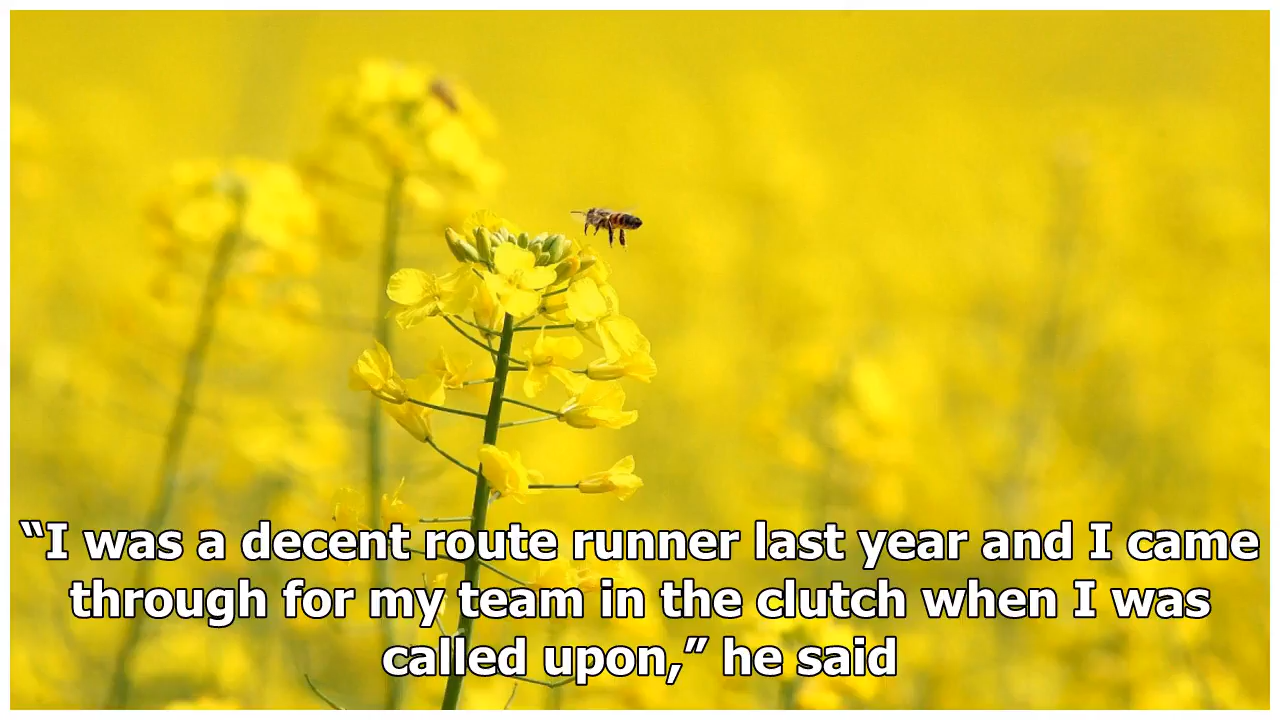 “I was a decent route runner last year and I came
through for my team in the clutch when I was
called upon,” he said